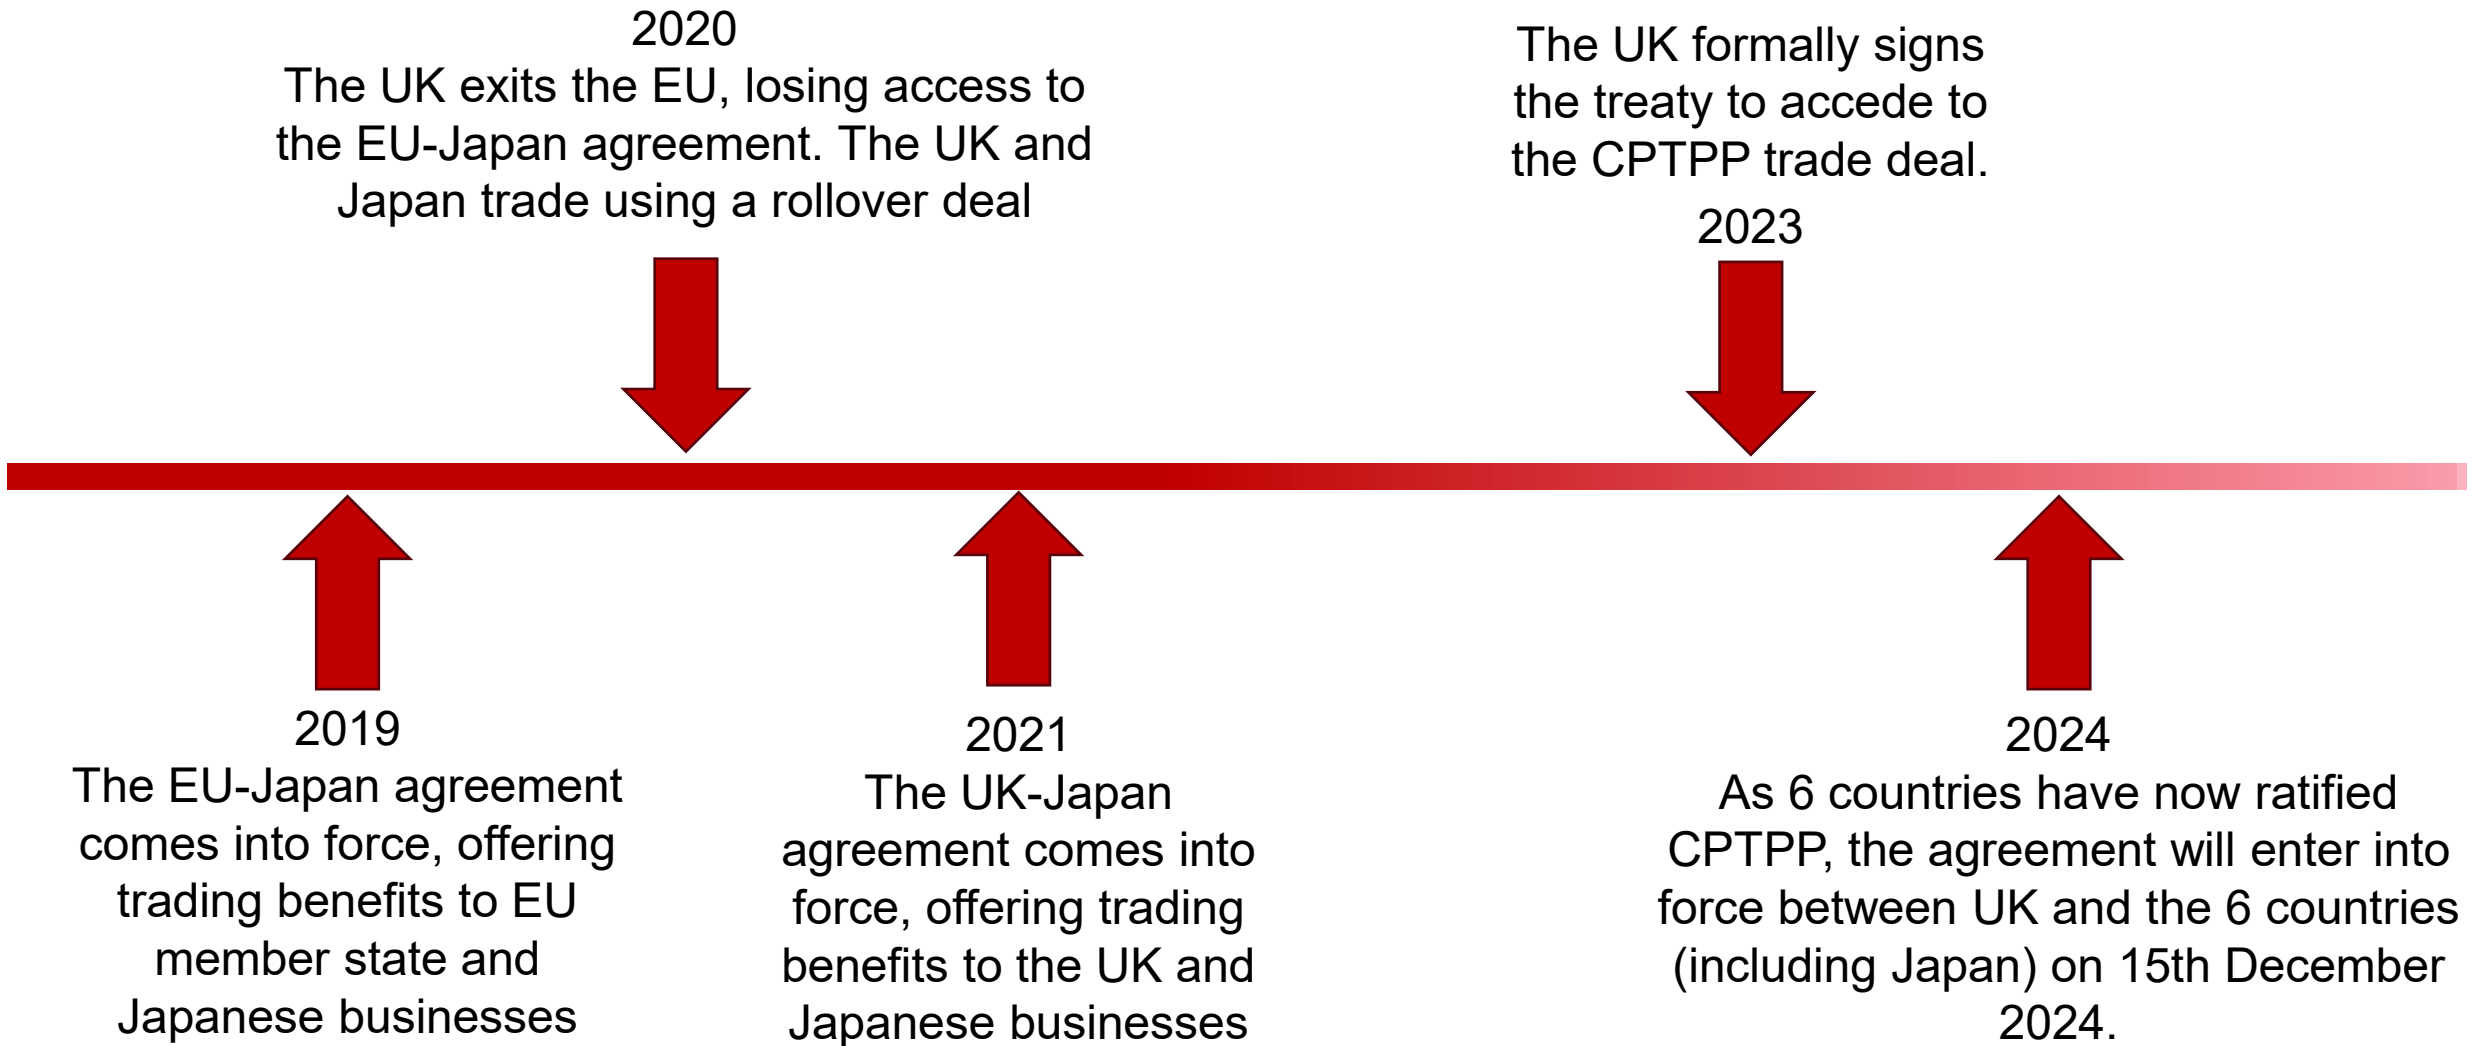 2020
The UK exits the EU, losing access to
the EU-Japan agreement. The UK and
Japan trade using a rollover deal
The UK formally signs
the treaty to accede to
the CPTPP trade deal.
2023
2019
The EU-Japan agreement
comes into force, offering
trading benefits to EU
member state and
Japanese businesses
2021
The UK-Japan
agreement comes into
force, offering trading
benefits to the UK and
Japanese businesses
2024
As 6 countries have now ratified
CPTPP, the agreement will enter into
force between UK and the 6 countries
(including Japan) on 15th December
2024.